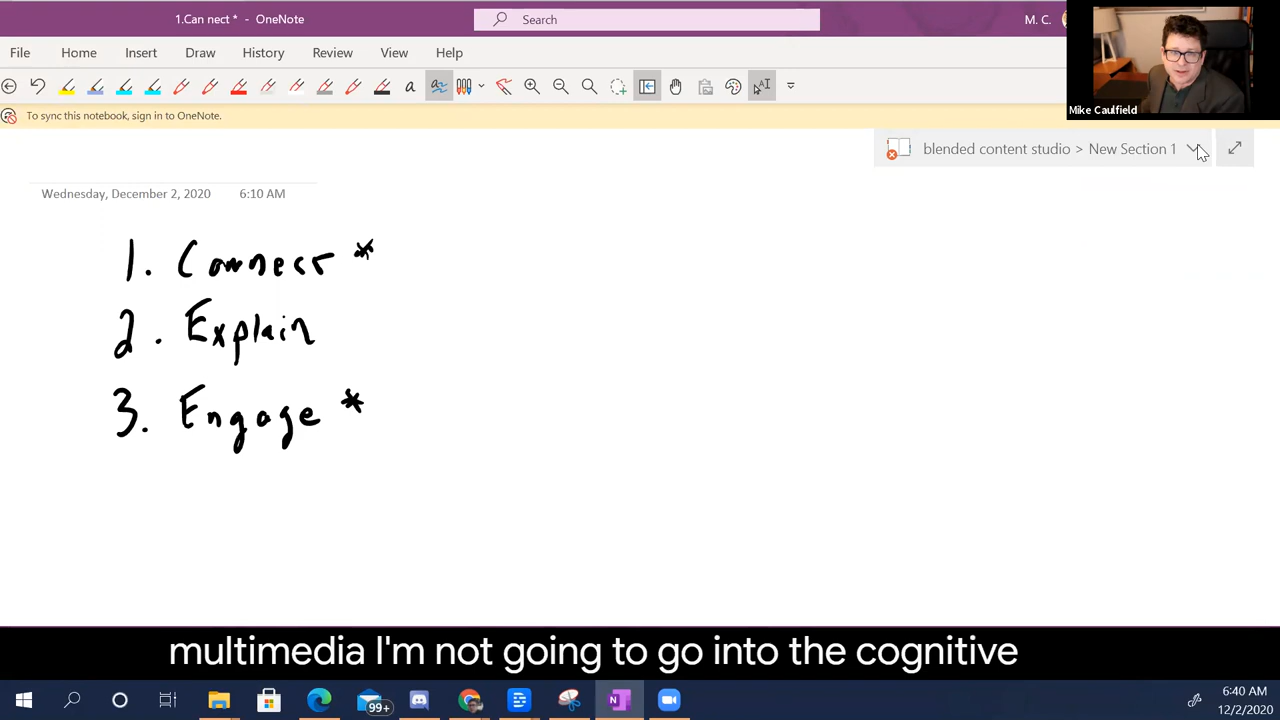 1.Can nect * - OneNote
Search
M. C.
File Home Insert Draw History Review View Help
To sync this notebook, sign in to OneNote.
Mike Caulfield
blended content studio > New Section 1
Wednesday, December 2, 2020 6:10 AM
1. Connect *
2. Explain
3. Engage *
multimedia I'm not going to go into the cognitive
99+
6:40 AM
12/2/2020